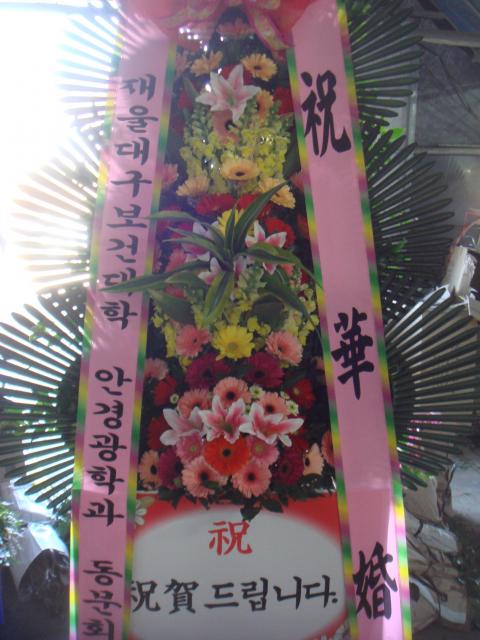 재울대구보건대학 안경광학과 동문회
祝 華 婚
祝
祝賀드립니다.